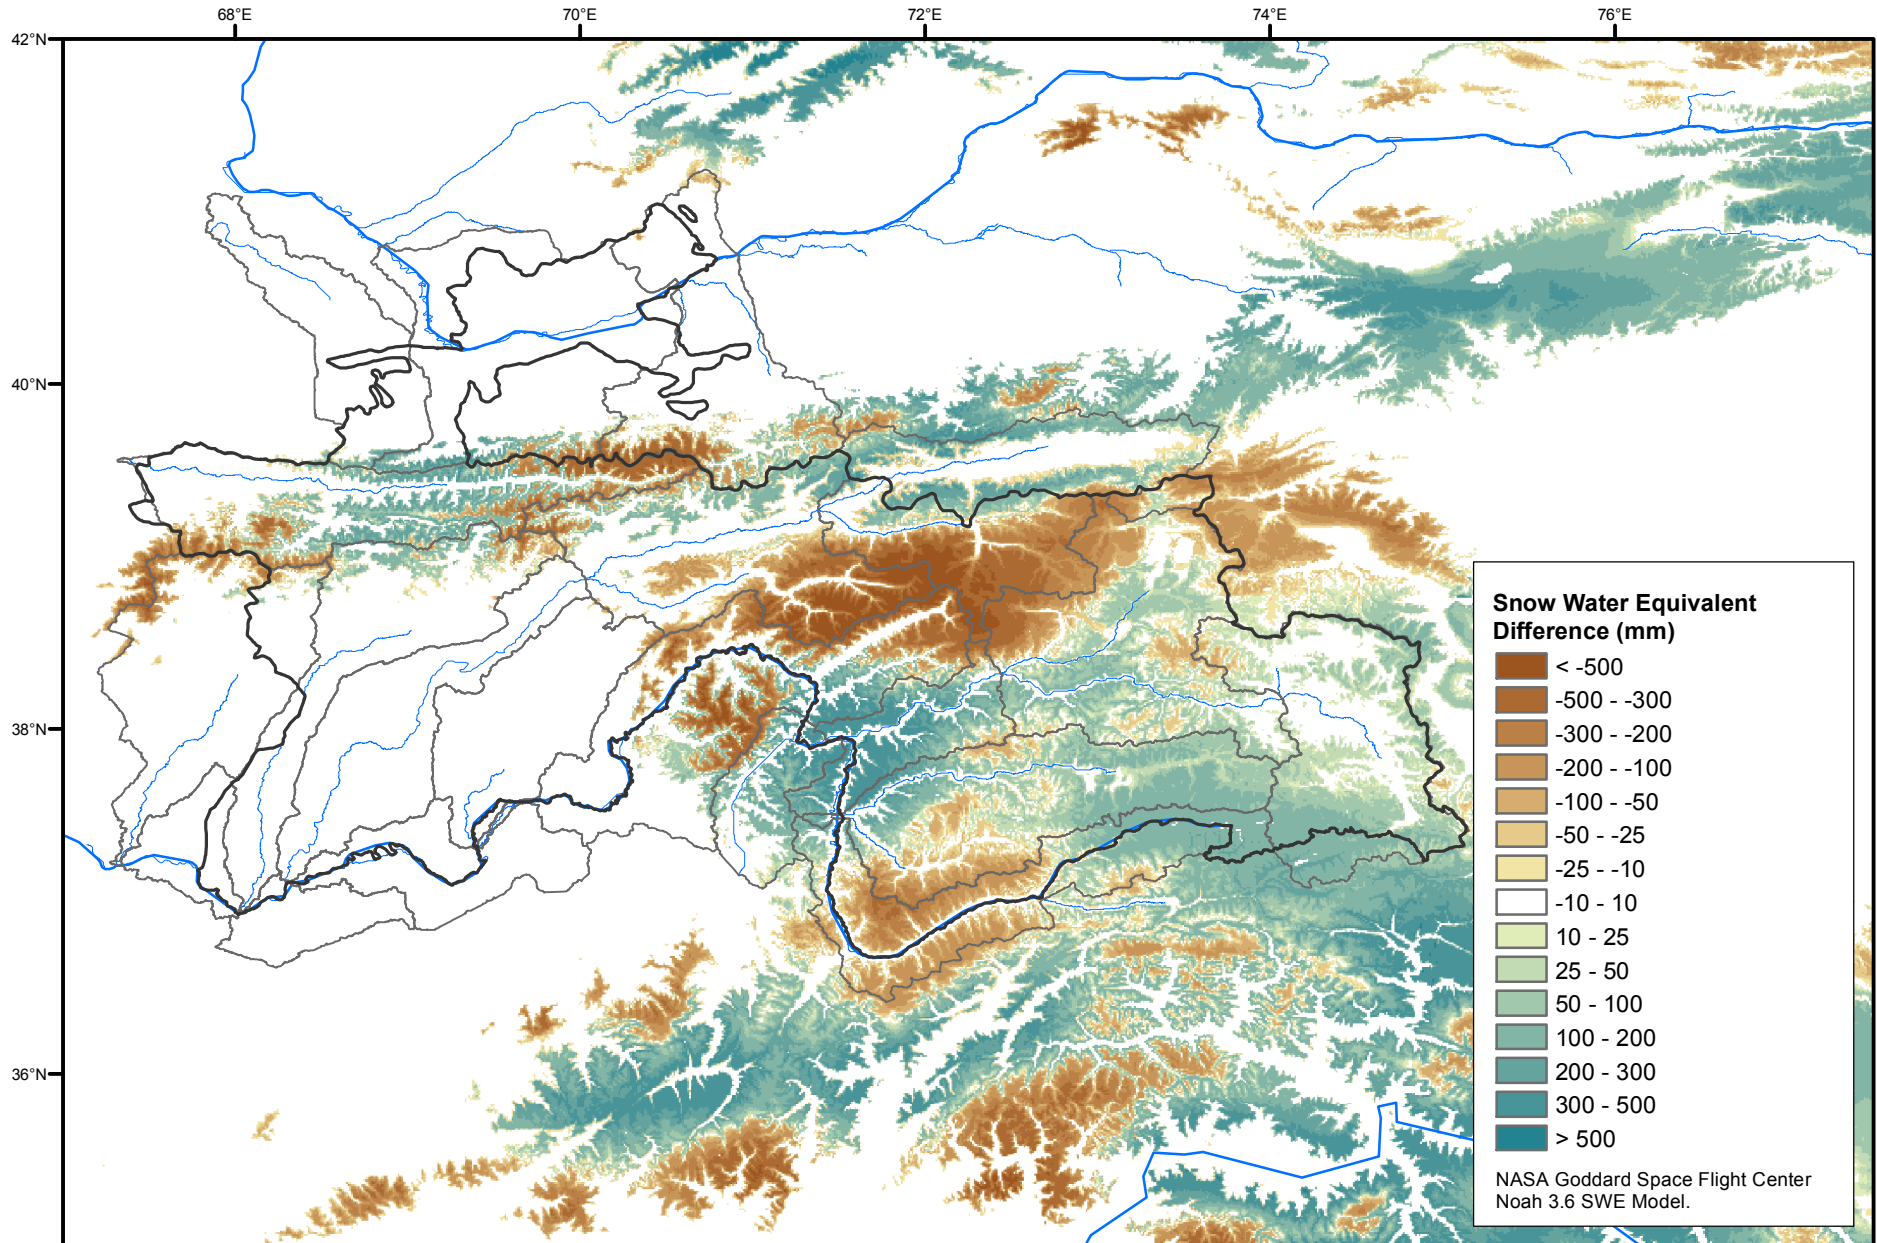 68°E
70°E
72°E
74°E
76°E
42°N
40°N
38°N
36°N
Snow Water Equivalent
Difference (mm)
< -500
-500 - -300
-300 - -200
-200 - -100
-100 - -50
-50 - -25
-25 - -10
-10 - 10
10 - 25
25 - 50
50 - 100
100 - 200
200 - 300
300 - 500
> 500
NASA Goddard Space Flight Center
Noah 3.6 SWE Model.